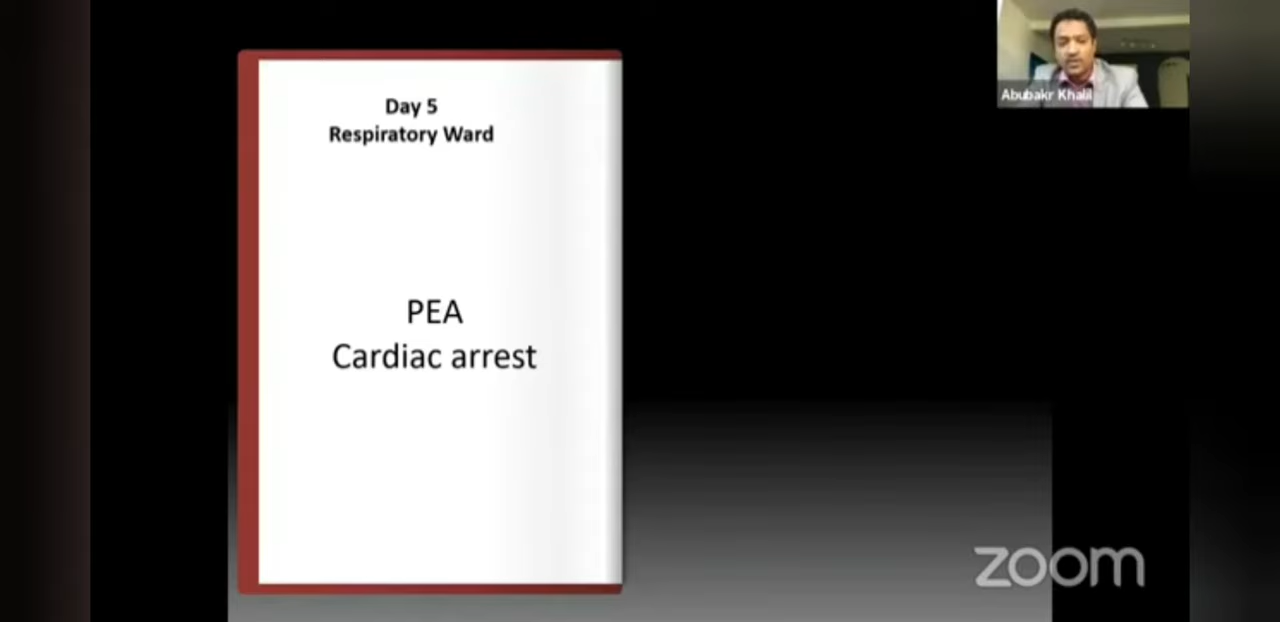 Day 5
Respiratory Ward
PEA
Cardiac arrest
Abubakr Khalil
zoom